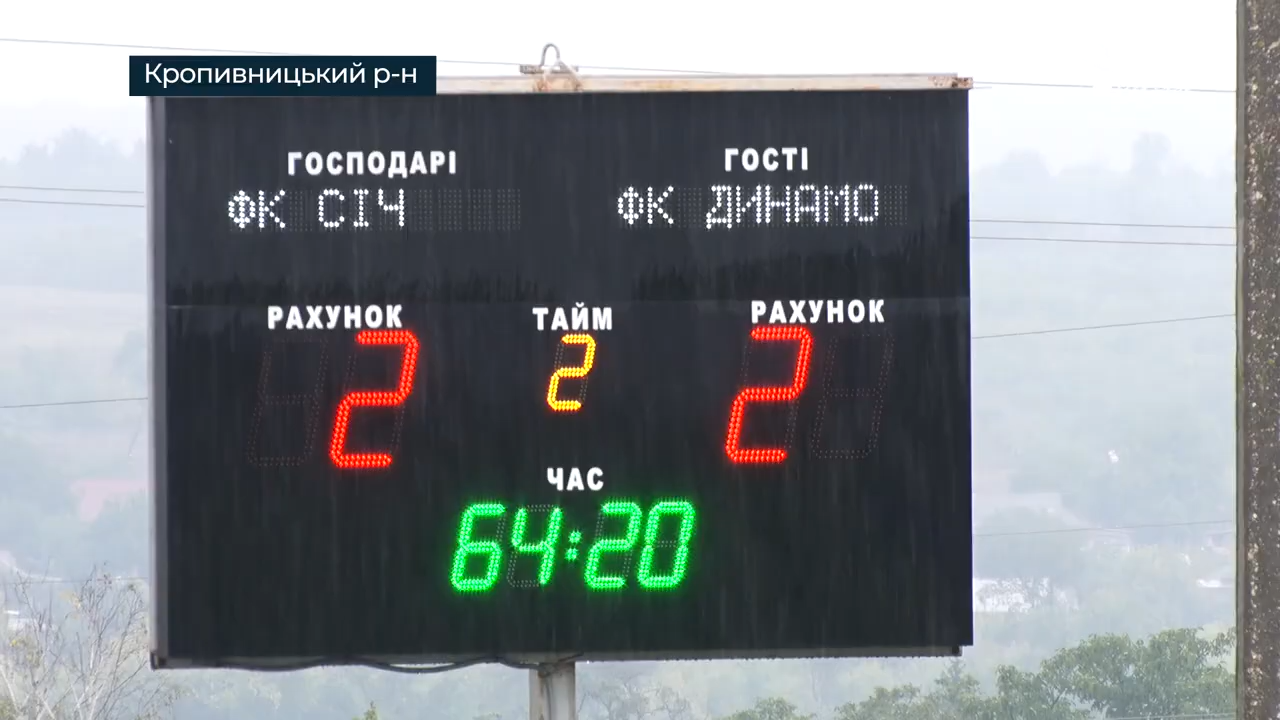 Кропивницький р-н
ГОСПОДАРІ
ГОСТІ
ФК СІЧ
ФК ДИНАМО
РАХУНОК
ТАЙМ
РАХУНОК
2
2
2
ЧАС
64:20